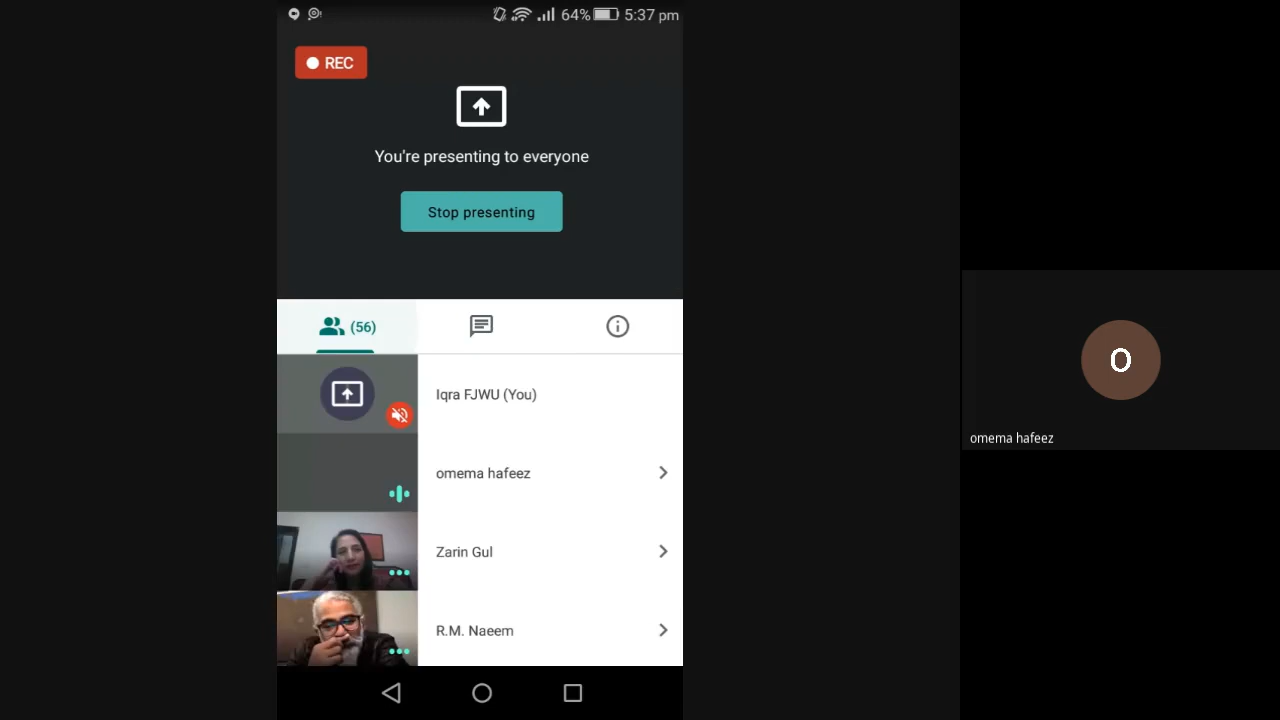 64% 5:37 pm
REC
You're presenting to everyone
Stop presenting
(56)
Iqra FJWU (You)
omema hafeez
Zarin Gul
R.M. Naeem
O
omema hafeez